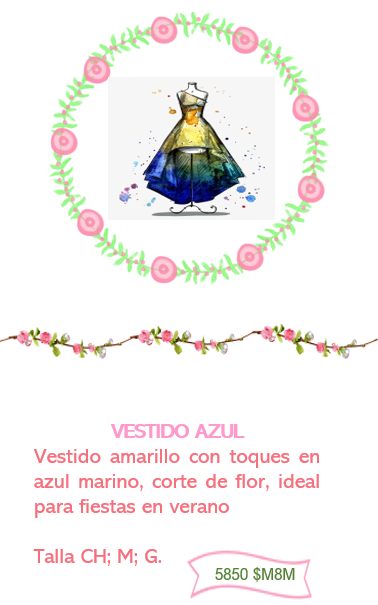 VESTIDO AZUL
Vestido amarillo con toques en
azul marino, corte de flor, ideal
para fiestas en verano
Talla CH; M; G.
5850 $M8M